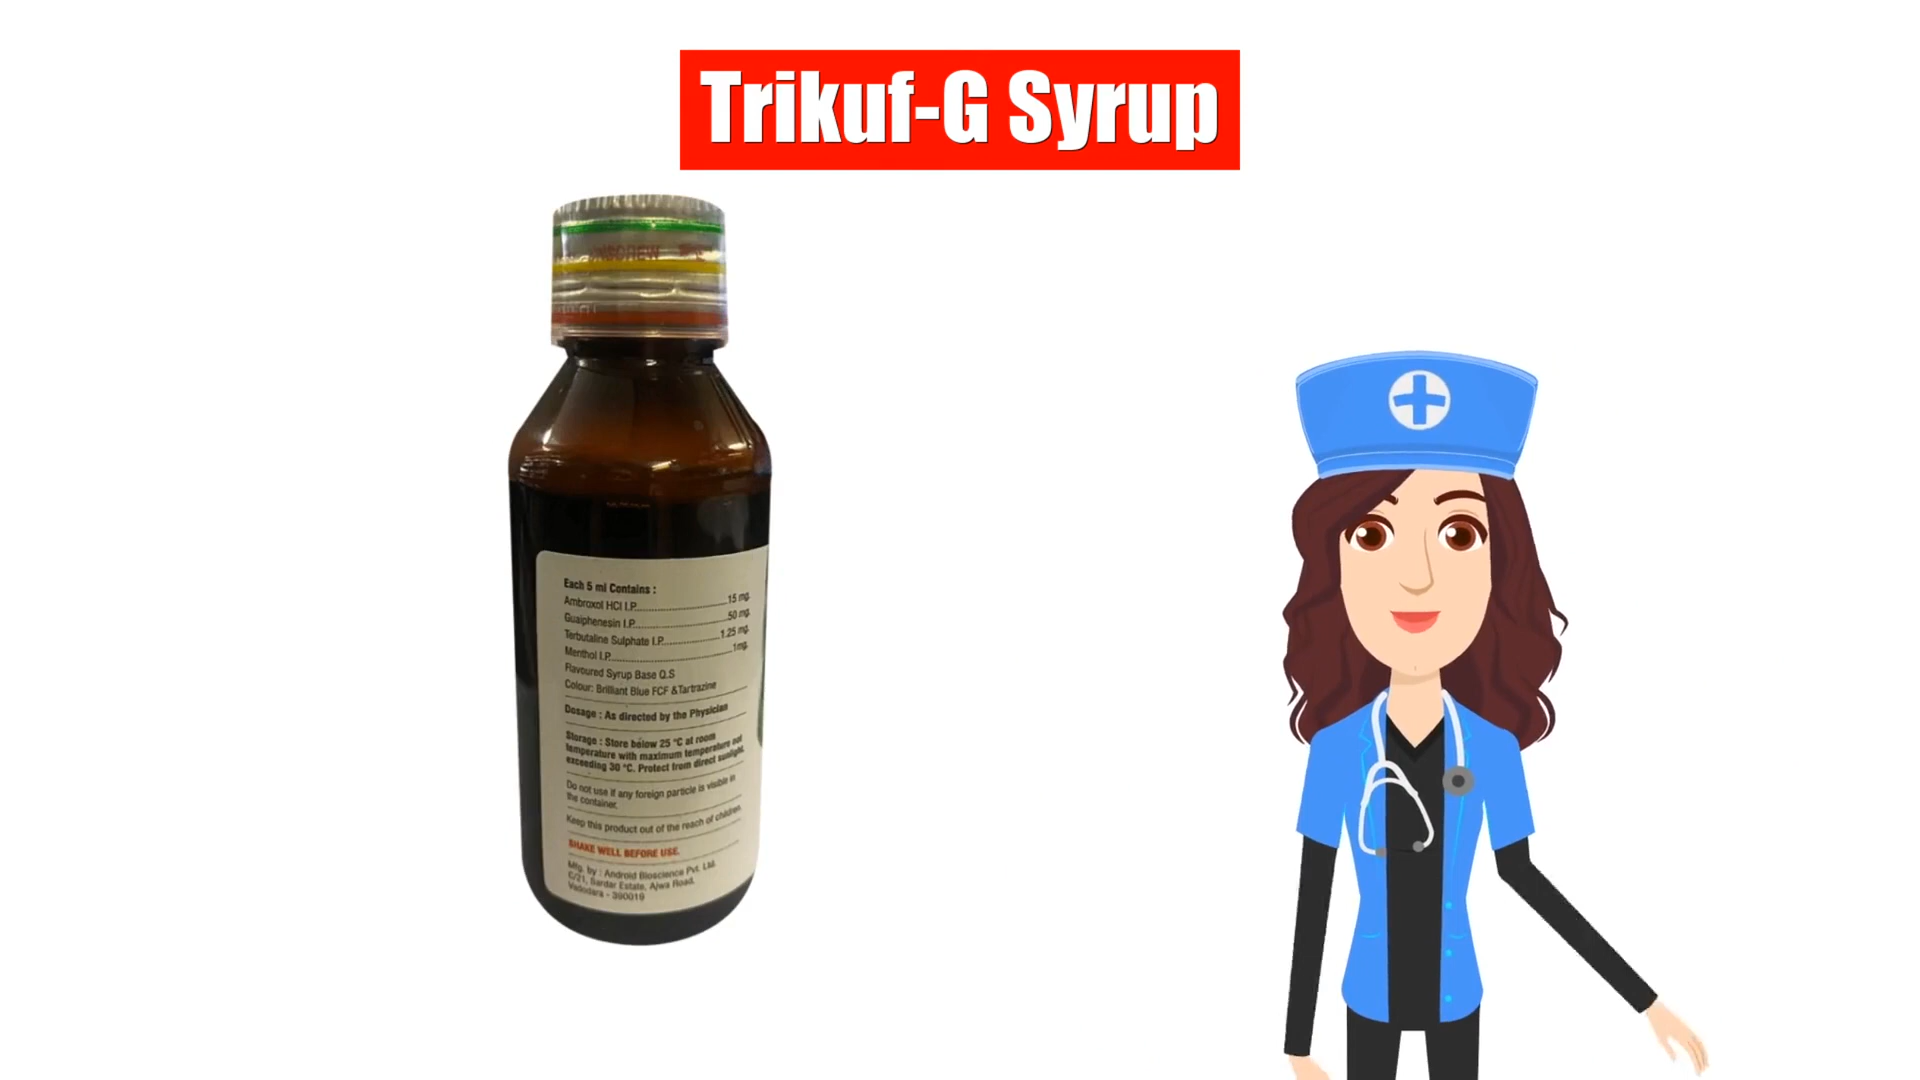 Trikuf-G Syrup
Each 5 ml Contains :
Ambroxol HCl I.P. 15 mg.
Guaiphenesin I.P. 50 mg.
Terbutaline Sulphate I.P. 1.25 mg.
Menthol I.P. 1mg.
Flavoured Syrup Base Q.S
Colour: Brilliant Blue FCF & Tartrazine
Dosage : As directed by the Physician
Storage : Store below 25 °C at room
temperature with maximum temperature not
exceeding 30 °C. Protect from direct sunlight.
Do not use if any foreign particle is visible in
the container.
Keep this product out of the reach of children.
SHAKE WELL BEFORE USE.
Mfg. by : Android Bioscience Pvt. Ltd.
C/21, Sardar Estate, Ajwa Road,
Vadodara - 390019